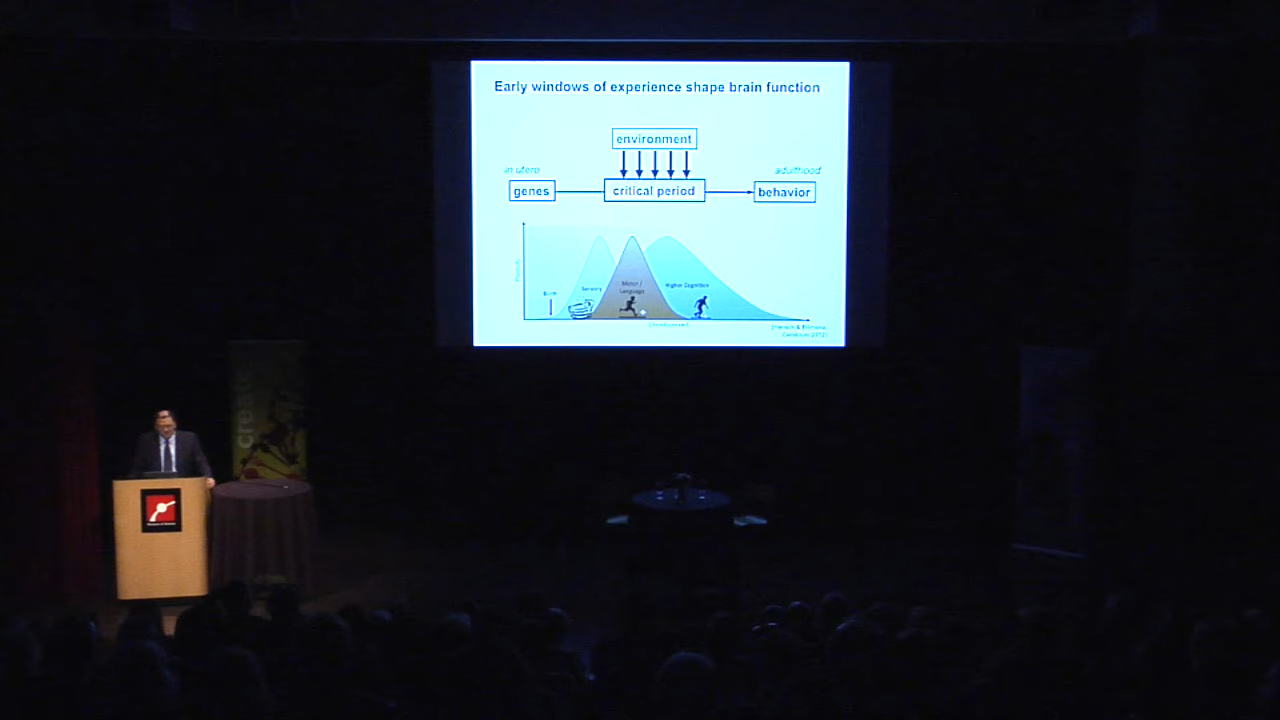 Early windows of experience shape brain function
environment
in utero
adulthood
genes
critical period
behavior
Birth
Sensory
Motor /
Language
Higher Cognition
create